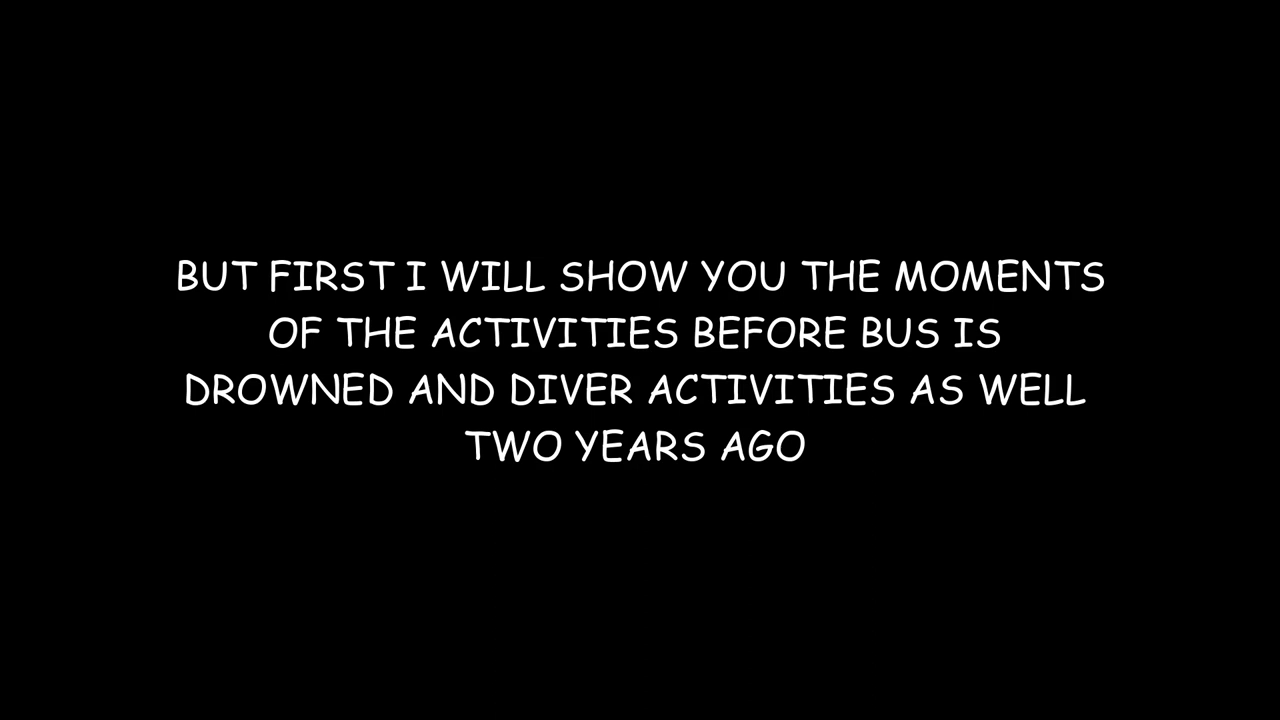 BUT FIRST I WILL SHOW YOU THE MOMENTS
OF THE ACTIVITIES BEFORE BUS IS
DROWNED AND DIVER ACTIVITIES AS WELL
TWO YEARS AGO